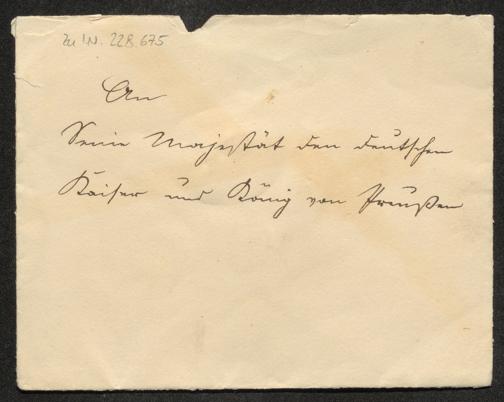 Zu IN. 228.675
An
Seine Majestät den deutschen
Kaiser und König von Preußen